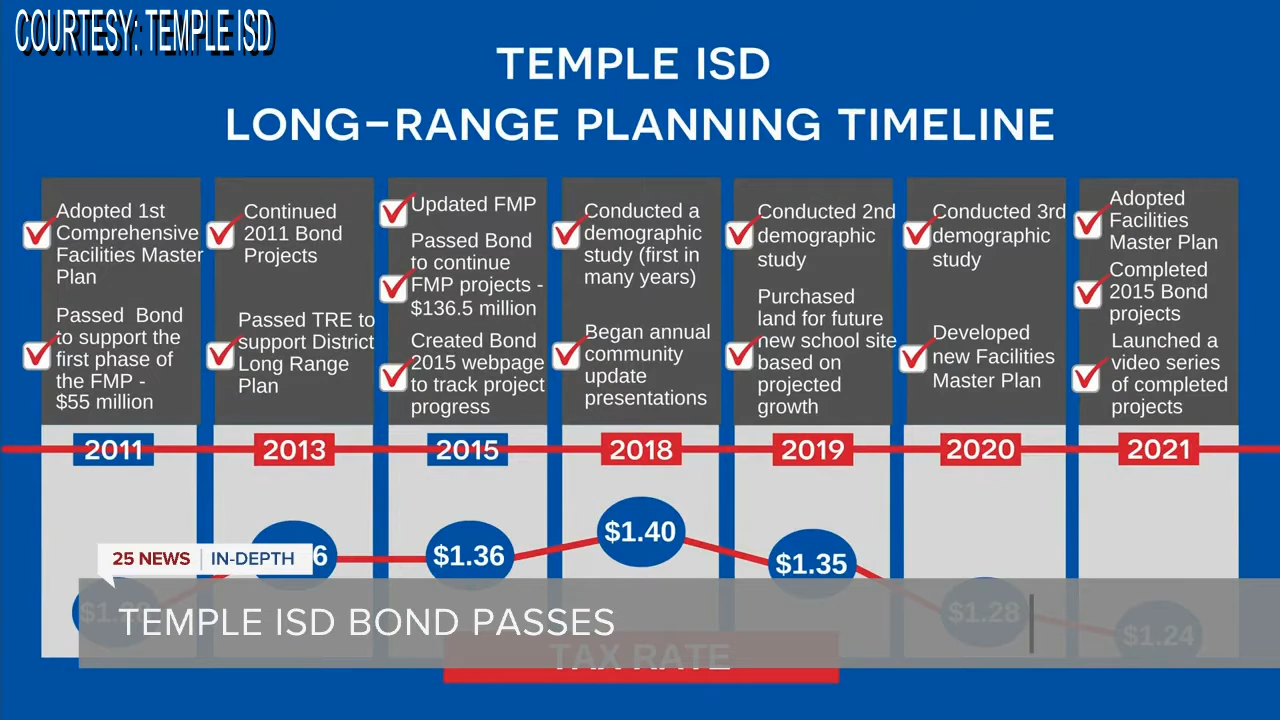 COURTESY: TEMPLE ISD
TEMPLE ISD
LONG-RANGE PLANNING TIMELINE
Adopted 1st
Comprehensive
Facilities Master
Plan
Passed Bond
to support the
first phase of
the FMP -
$55 million
Continued
2011 Bond
Projects
Passed TRE to
support District
Long Range
Plan
Updated FMP
Passed Bond
to continue
FMP projects -
$136.5 million
Created Bond
2015 webpage
to track project
progress
Conducted a
demographic
study (first in
many years)
Began annual
community
update
presentations
Conducted 2nd
demographic
study
Purchased
land for future
new school site
based on
projected
growth
Conducted 3rd
demographic
study
Developed
new Facilities
Master Plan
Adopted
Facilities
Master Plan
Completed
2015 Bond
projects
Launched a
video series
of completed
projects
2011 2013 2015 2018 2019 2020 2021
$1.36
$1.40
$1.35
$1.28
$1.24
25 NEWS IN-DEPTH
TEMPLE ISD BOND PASSES
TAX RATE